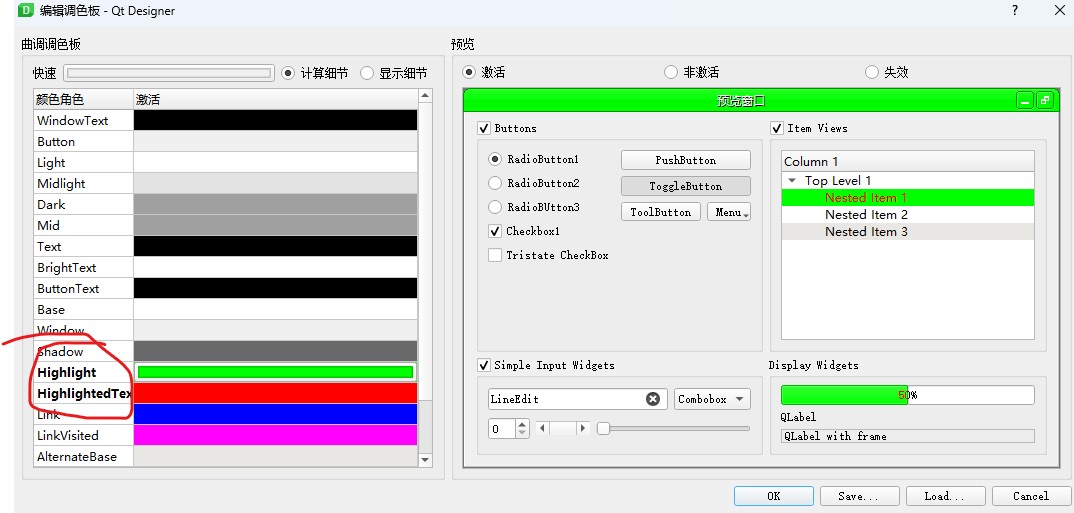 编辑调色板 - Qt Designer
?
曲调调色板
快速
计算细节
显示细节
颜色角色
激活
WindowText
Button
Light
Midlight
Dark
Mid
Text
BrightText
ButtonText
Base
Window
Shadow
Highlight
HighlightedTex
Link
LinkVisited
AlternateBase
预览
激活
非激活
失效
预览窗口
Buttons
RadioButton1
RadioButton2
RadioBUtton3
Checkbox1
Tristate CheckBox
PushButton
ToggleButton
ToolButton
Menu
Item Views
Column 1
Top Level 1
Nested Item 1
Nested Item 2
Nested Item 3
Simple Input Widgets
LineEdit
Combobox
0
Display Widgets
50%
QLabel
QLabel with frame
OK
Save...
Load...
Cancel